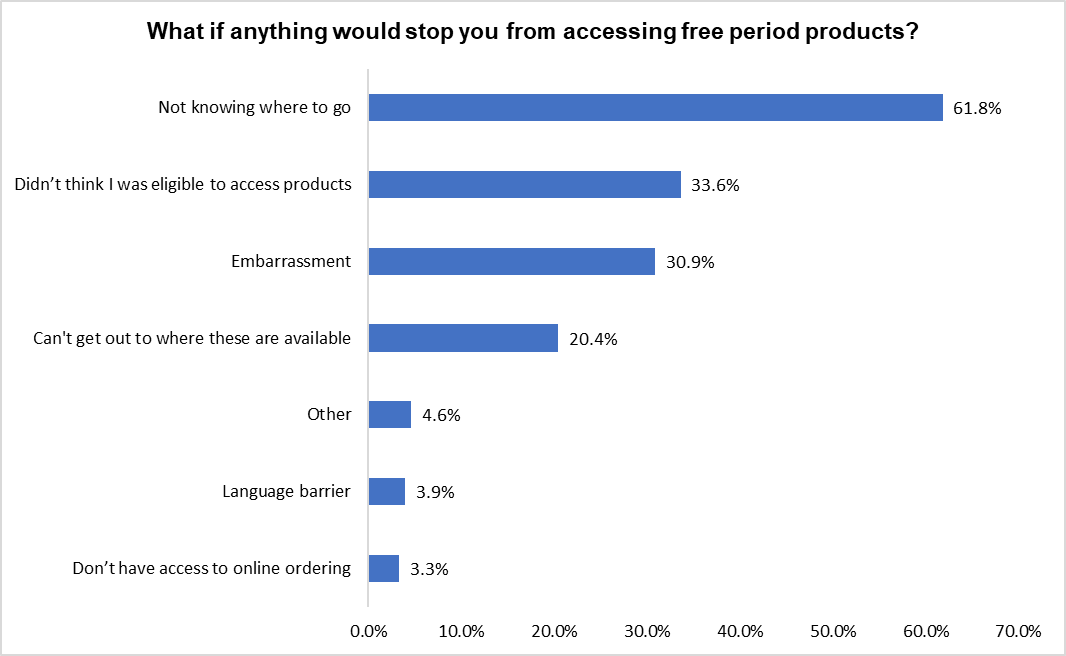 What if anything would stop you from accessing free period products?
Not knowing where to go
61.8%
Didn’t think I was eligible to access products
33.6%
Embarrassment
30.9%
Can't get out to where these are available
20.4%
Other
4.6%
Language barrier
3.9%
Don’t have access to online ordering
3.3%
0.0% 10.0% 20.0% 30.0% 40.0% 50.0% 60.0% 70.0%